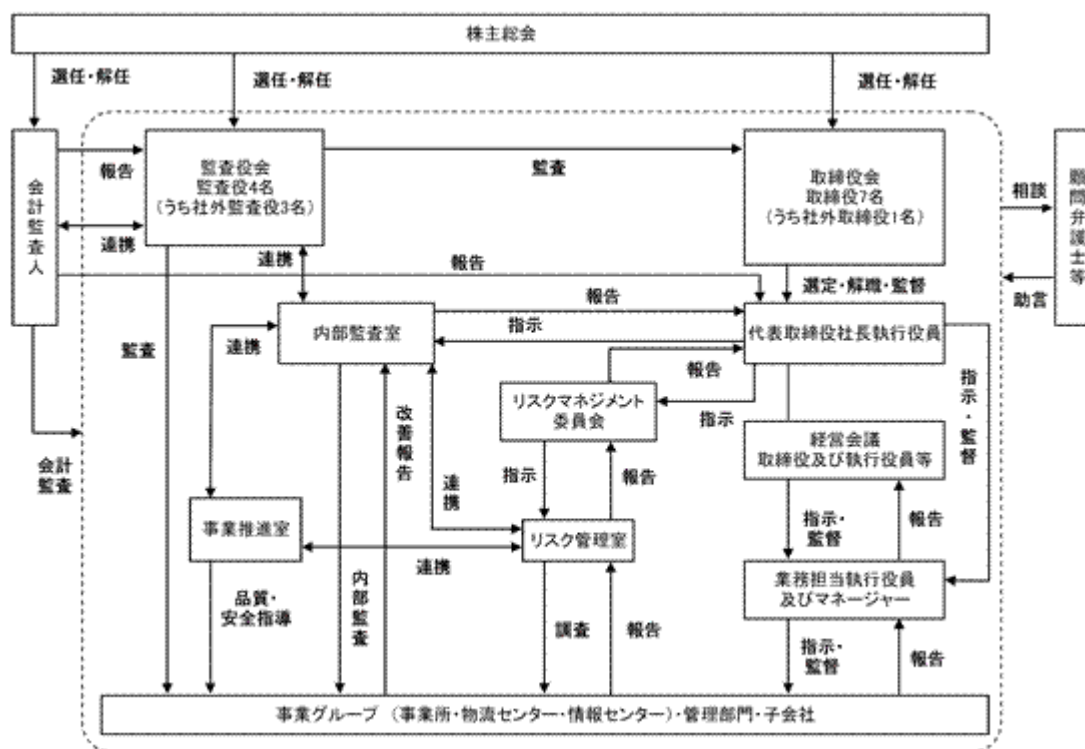 株主総会
選任・解任
選任・解任
選任・解任
会計監査人
報告
監査役会
監査役4名
(うち社外監査役3名)
監査
取締役会
取締役7名
(うち社外取締役1名)
相談
顧問弁護士等
連携
連携
報告
選定・解職・監督
助言
報告
内部監査室
指示
代表取締役社長執行役員
監査
連携
報告
指示・監督
リスクマネジメント
委員会
指示
改善報告
経営会議
取締役及び執行役員等
会計
監査
連携
指示
報告
事業推進室
リスク管理室
指示・
監督
報告
連携
業務担当執行役員
及びマネージャー
品質・
安全指導
内部監査
調査
報告
指示・
監督
報告
事業グループ (事業所・物流センター・情報センター)・管理部門・子会社